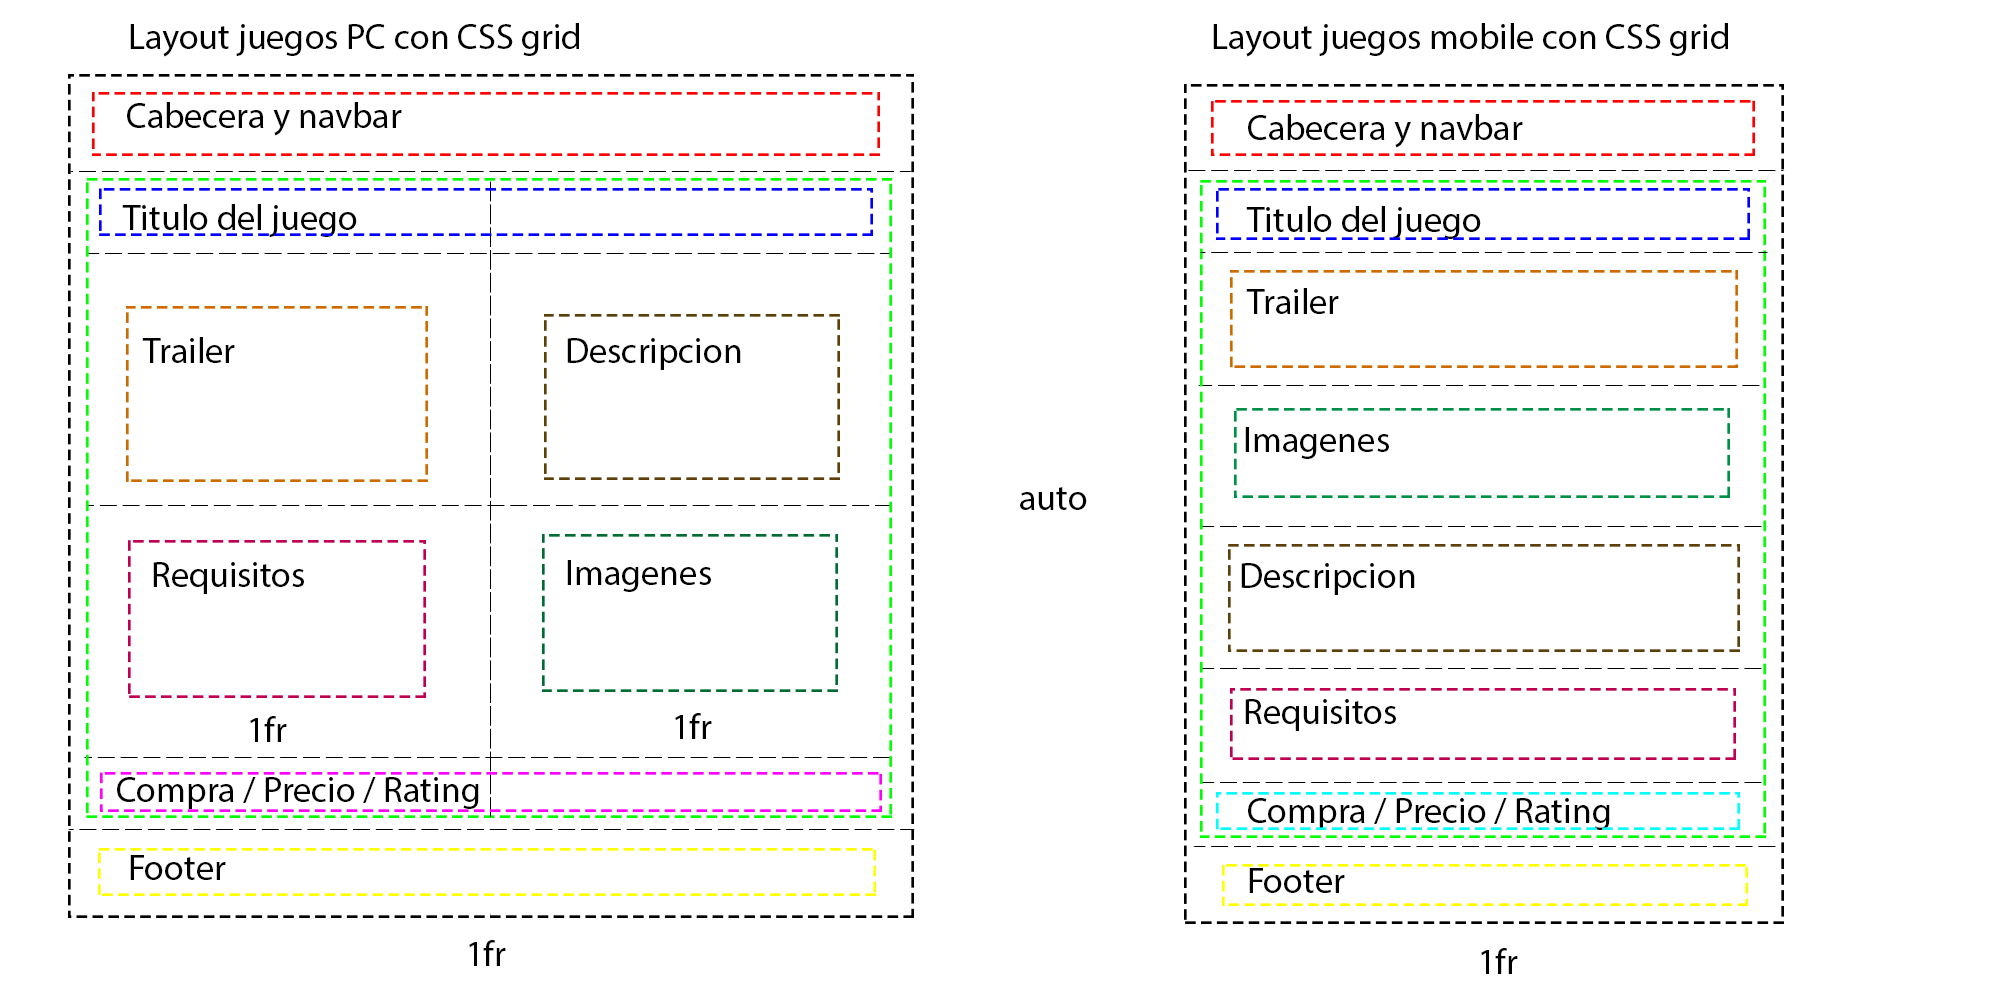 Layout juegos PC con CSS grid
Cabecera y navbar
Titulo del juego
Trailer
Descripcion
Requisitos
Imagenes
1fr
1fr
Compra / Precio / Rating
Footer
1fr
auto
Layout juegos mobile con CSS grid
Cabecera y navbar
Titulo del juego
Trailer
Imagenes
Descripcion
Requisitos
Compra / Precio / Rating
Footer
1fr